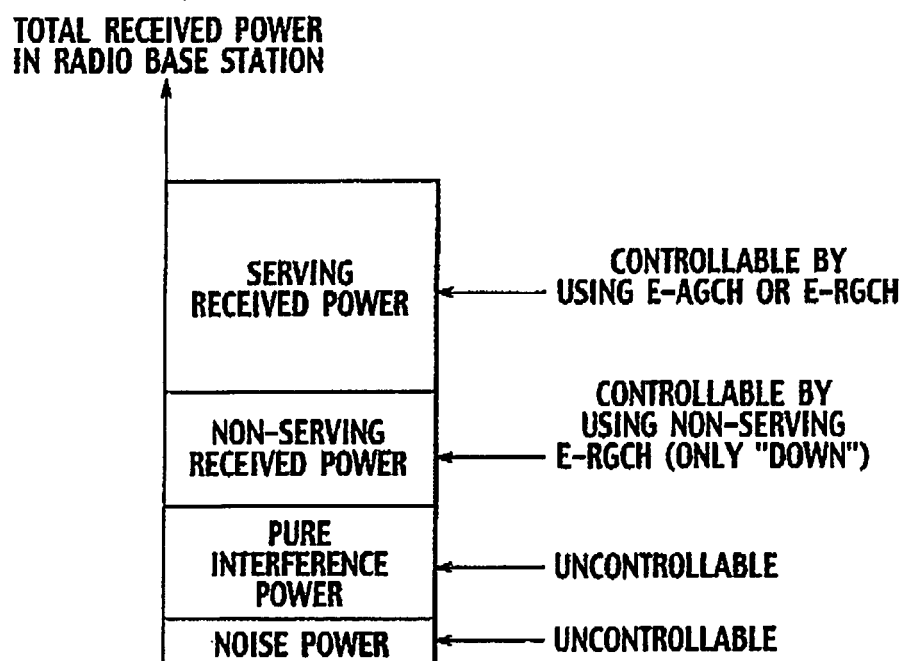 TOTAL RECEIVED POWER
IN RADIO BASE STATION
SERVING
RECEIVED POWER
CONTROLLABLE BY
USING E-AGCH OR E-RGCH
NON-SERVING
RECEIVED POWER
CONTROLLABLE BY
USING NON-SERVING
E-RGCH (ONLY "DOWN")
PURE
INTERFERENCE
POWER
UNCONTROLLABLE
NOISE POWER
UNCONTROLLABLE